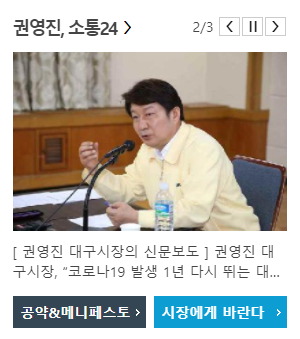 권영진, 소통24 >
2/3
[ 권영진 대구시장의 신문보도 ] 권영진 대
구시장, “코로나19 발생 1년 다시 뛰는 대...
공약&메니페스토 >
시장에게 바란다 >